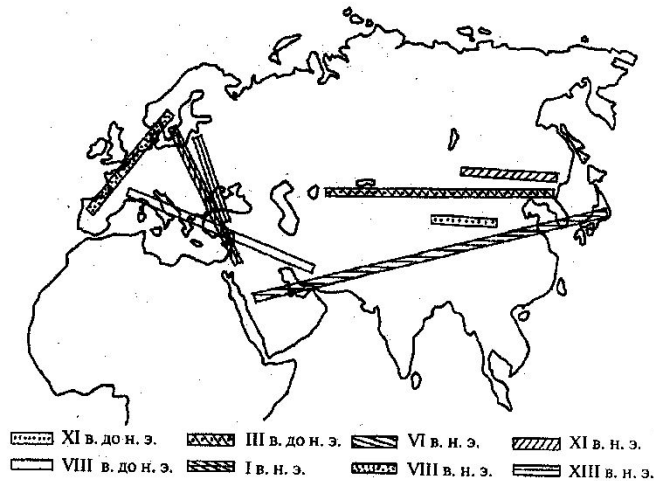 XI в. до н. э. III в. до н. э. VI в. н. э. XI в. н. э.
VIII в. до н. э. I в. н. э. VIII в. н. э. XIII в. н. э.